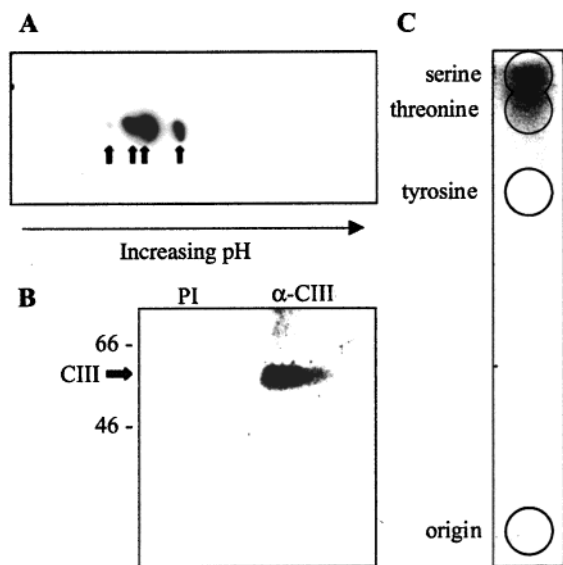 A
Increasing pH
B
PI α-CIII
66 -
CIII
46 -
C
serine
threonine
tyrosine
origin